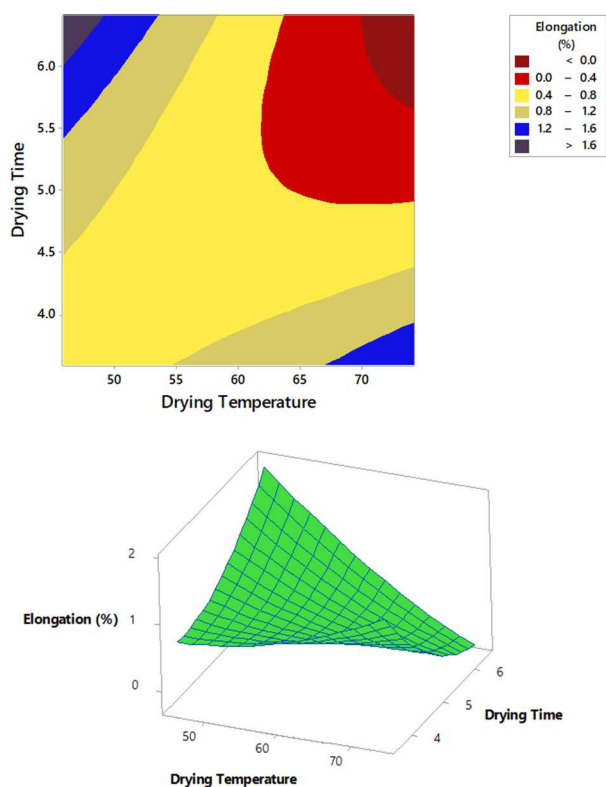 Elongation
(%)
< 0.0
0.0 – 0.4
0.4 – 0.8
0.8 – 1.2
1.2 – 1.6
> 1.6
6.0
5.5
5.0
4.5
4.0
Drying Time
50 55 60 65 70
Drying Temperature
2
1
0
Elongation (%)
50 60 70
Drying Temperature
4
5
6
Drying Time